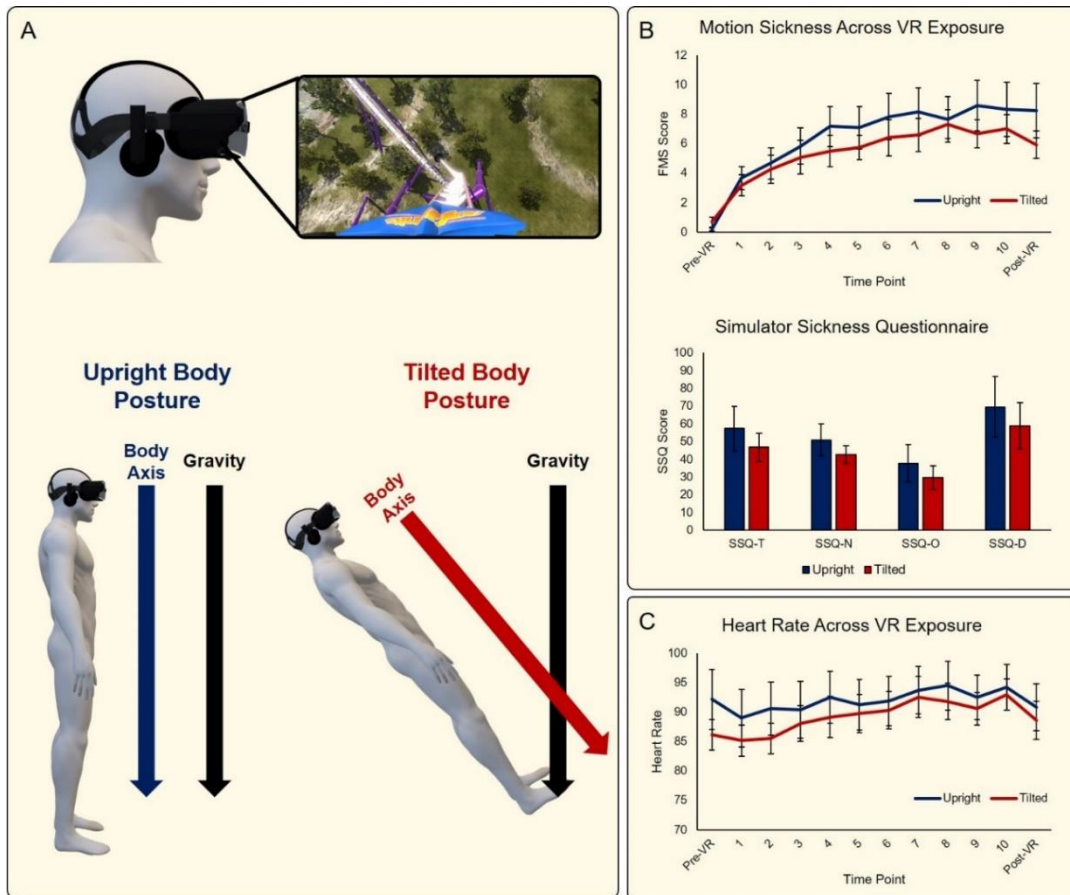 A
Upright Body
Posture
Tilted Body
Posture
Body
Axis
Gravity
Body
Axis
Gravity
B
Motion Sickness Across VR Exposure
12
10
8
6
4
2
0
FMS Score
Upright
Tilted
Pre-VR
1
2
3
4
5
6
7
8
9
10
Post-VR
Time Point
Simulator Sickness Questionnaire
100
90
80
70
60
50
40
30
20
10
0
SSQ Score
SSQ-T
SSQ-N
SSQ-O
SSQ-D
Upright
Tilted
C
Heart Rate Across VR Exposure
100
95
90
85
80
75
70
Heart Rate
Upright
Tilted
Pre-VR
1
2
3
4
5
6
7
8
9
10
Post-VR
Time Point